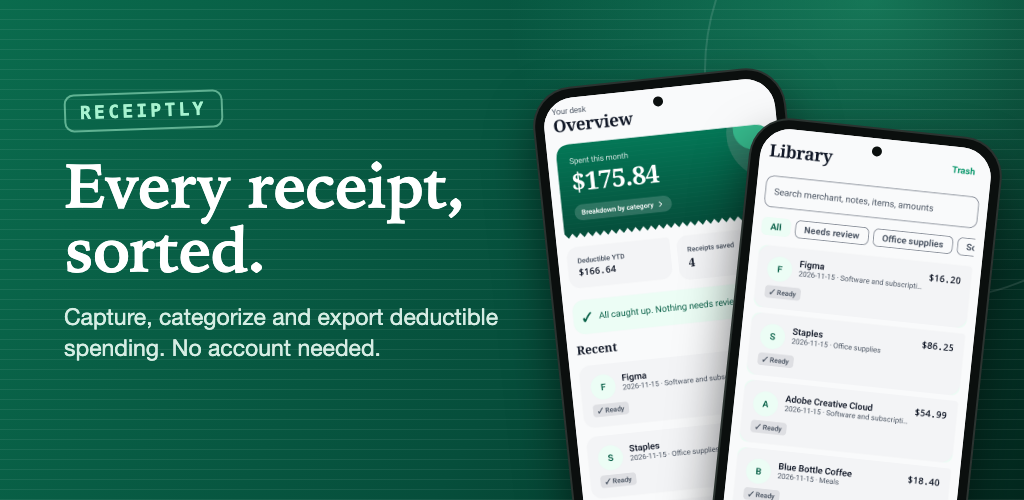 RECEIPTLY
Every receipt,
sorted.
Capture, categorize and export deductible
spending. No account needed.
Your desk
Overview
Spent this month
$175.84
Breakdown by category >
Deductible YTD
$166.64
Receipts saved
4
✓ All caught up. Nothing needs
Recent
F
Figma
2026-11-15 · Software and
✓ Ready
S
Staples
2026-11-15 · Office supplies
✓ Ready
Library
Trash
Search merchant, notes, items, amounts
All
Needs review
Office supplies
F
Figma
$16.20
2026-11-15 · Software and subscripti...
✓ Ready
S
Staples
$86.25
2026-11-15 · Office supplies
✓ Ready
A
Adobe Creative Cloud
$54.99
2026-11-15 · Software and subscripti...
✓ Ready
B
Blue Bottle Coffee
$18.40
2026-11-15 · Meals
✓ Ready